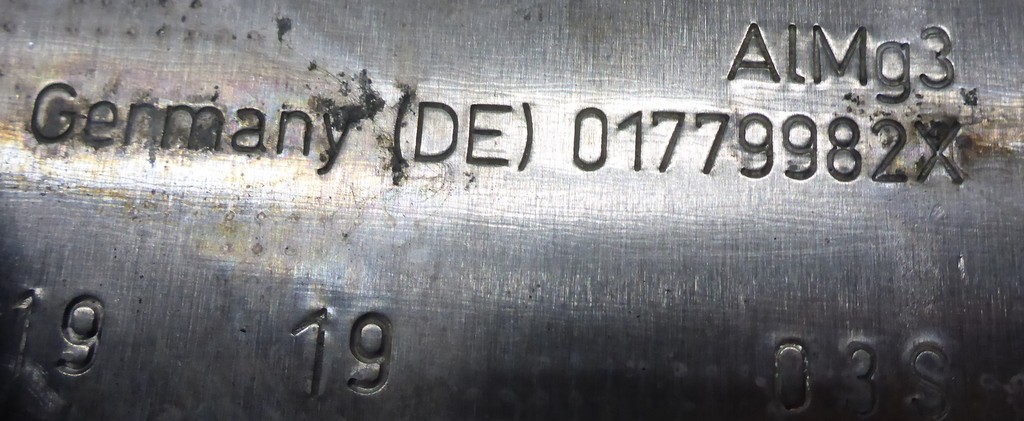 AlMg3
Germany (DE) 01779982X
19 19 03S